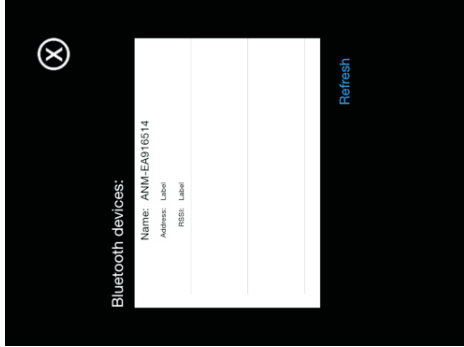 X
Bluetooth devices:
Name: ANM-EA916514
Address: Label
RSSI: Label
Refresh